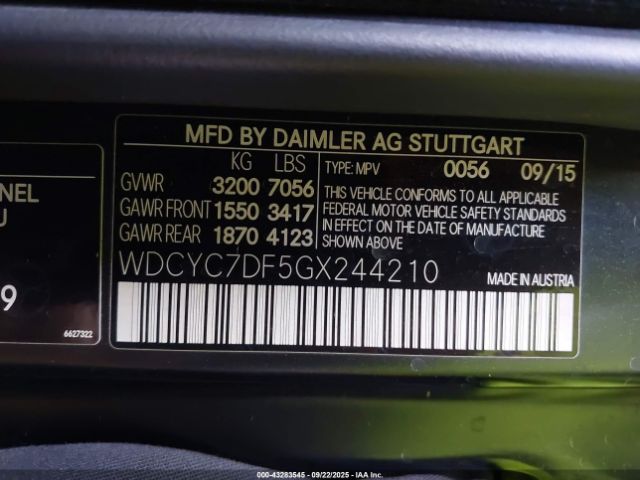 MFD BY DAIMLER AG STUTTGART
KG LBS
GVWR 3200 7056
GAWR FRONT 1550 3417
GAWR REAR 1870 4123
TYPE: MPV 0056 09/15
THIS VEHICLE CONFORMS TO ALL APPLICABLE
FEDERAL MOTOR VEHICLE SAFETY STANDARDS
IN EFFECT ON THE DATE OF MANUFACTURE
SHOWN ABOVE
WDCYC7DF5GX244210
MADE IN AUSTRIA
NEL
U
9
6627322
000-43283545 - 09/22/2025 - IAAI.COM